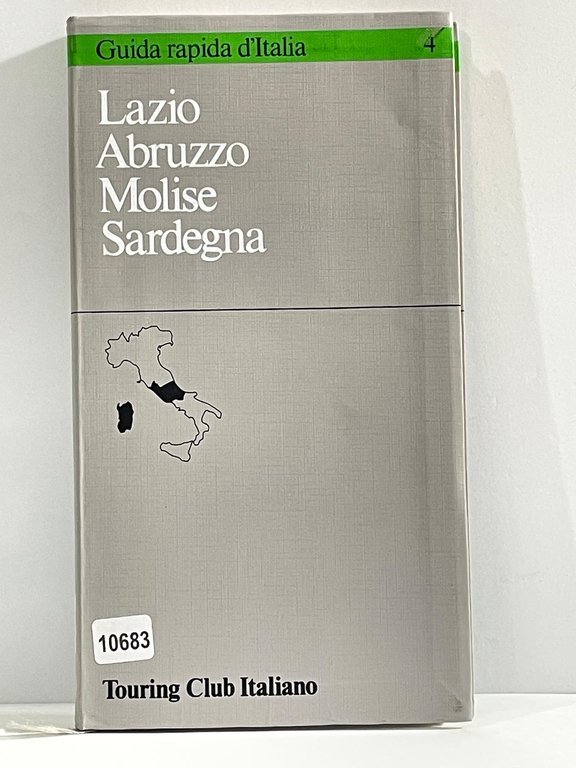 Guida rapida d'Italia 4
Lazio
Abruzzo
Molise
Sardegna
10683
Touring Club Italiano